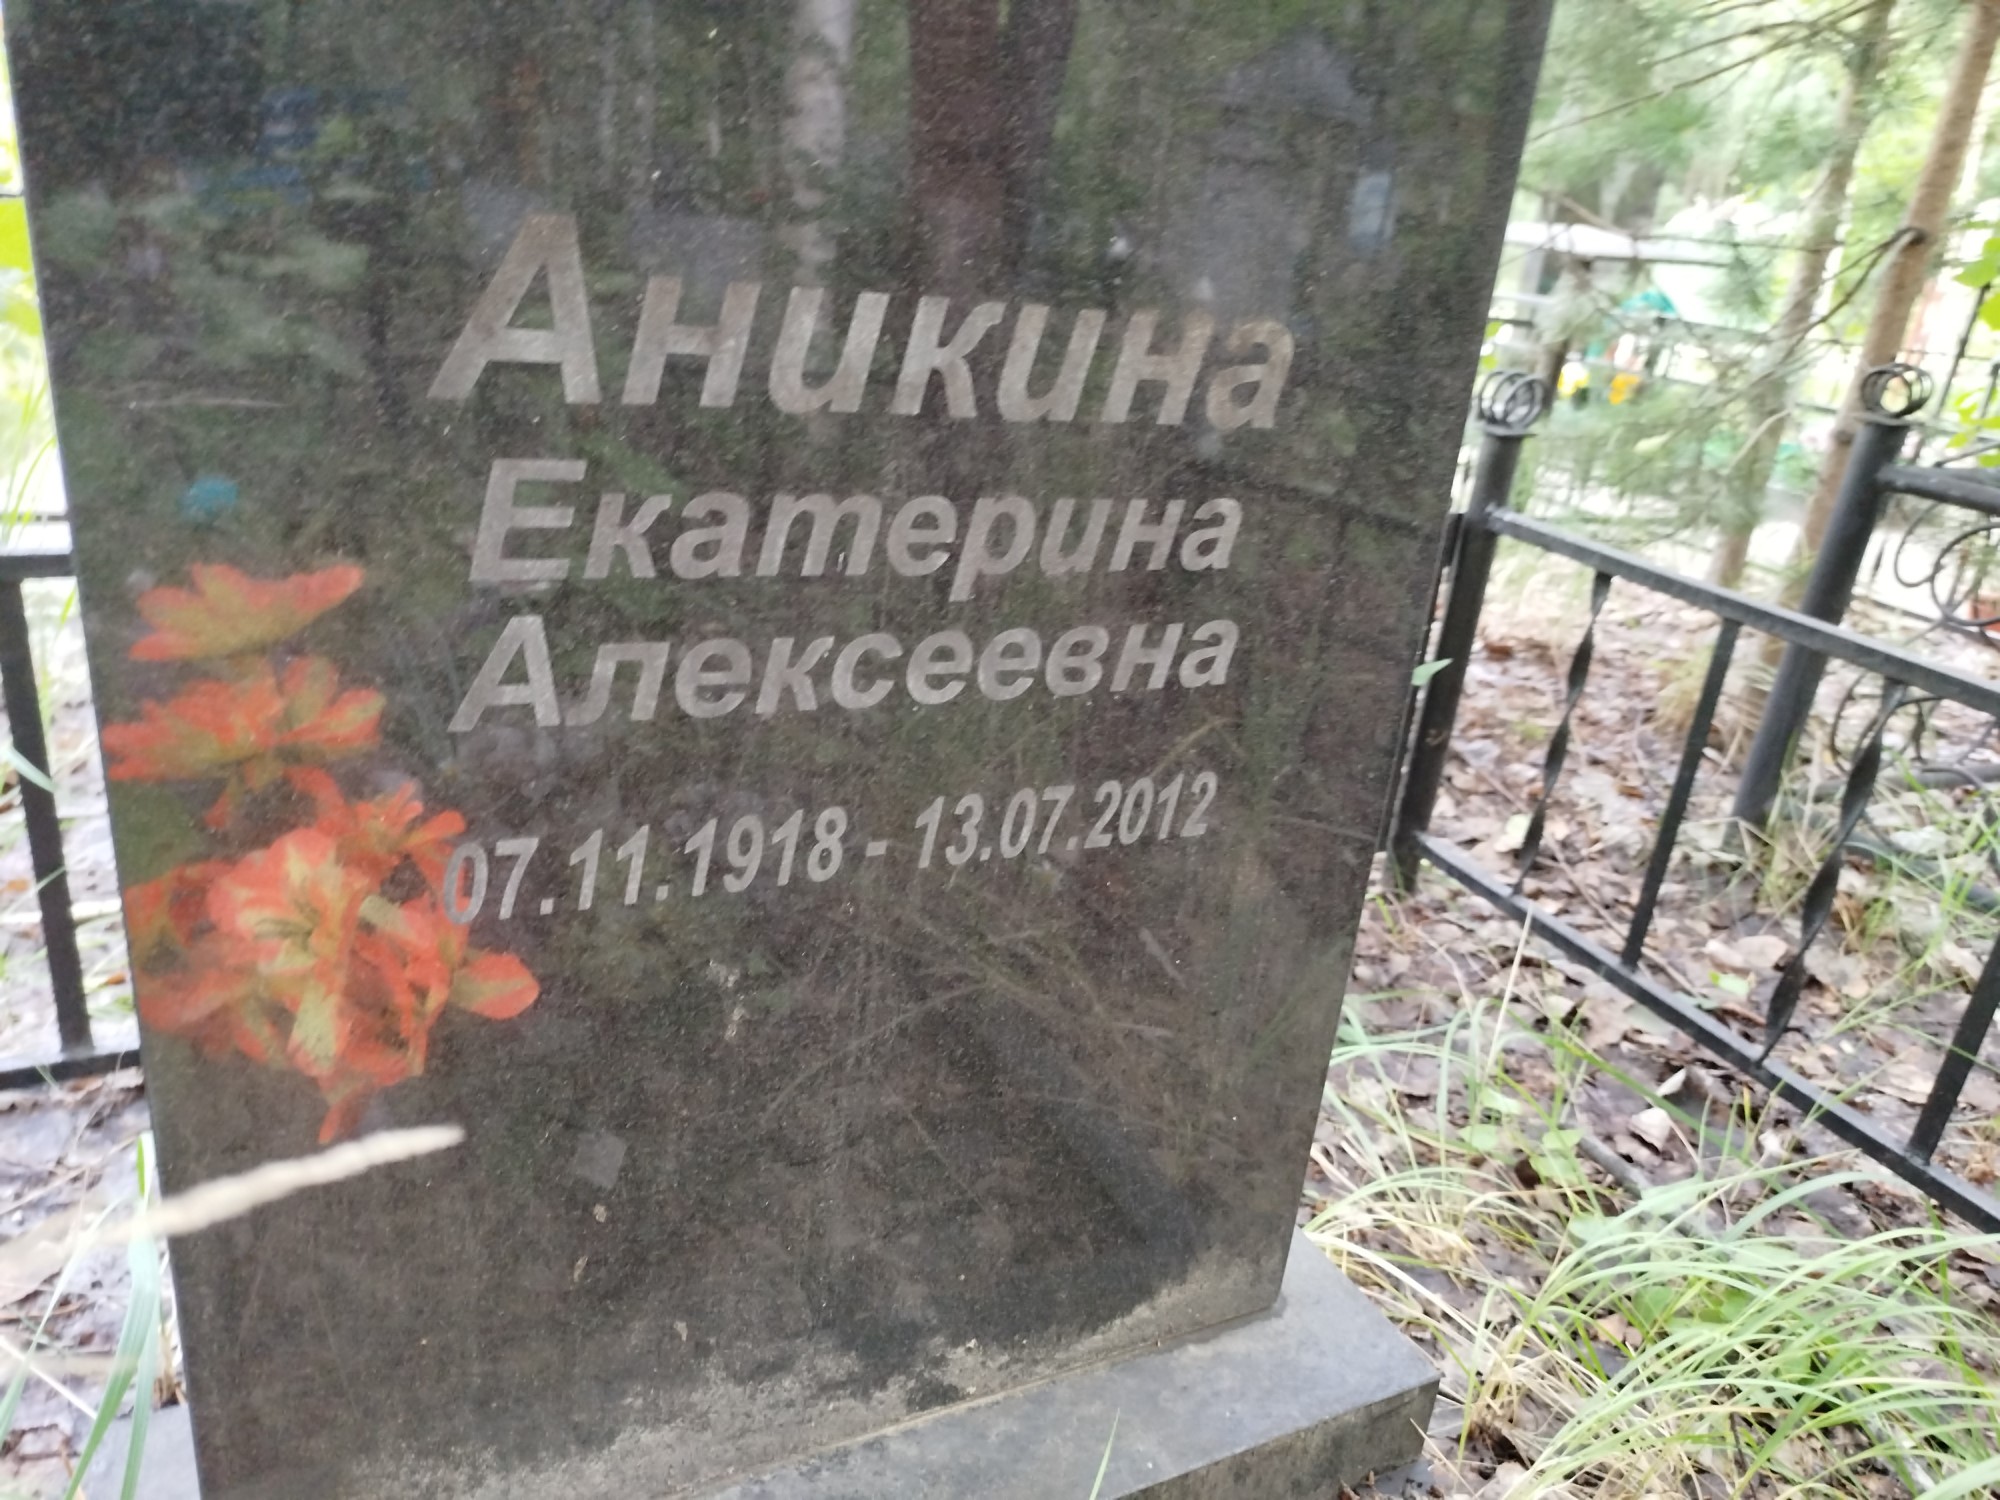 Аникина
Екатерина
Алексеевна
07.11.1918 - 13.07.2012